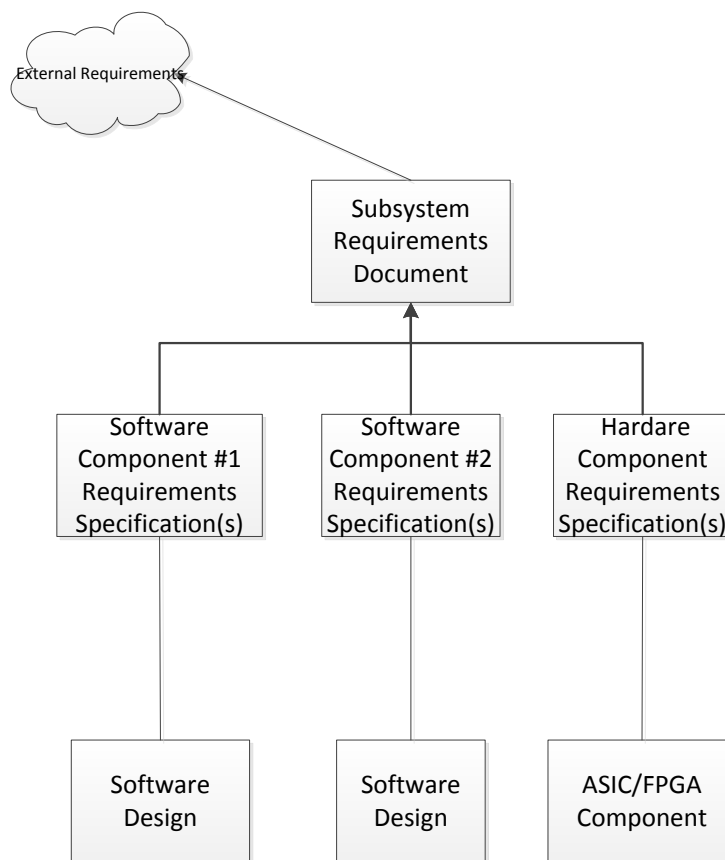 External Requirements
Subsystem
Requirements
Document
Software
Component #1
Requirements
Specification(s)
Software
Component #2
Requirements
Specification(s)
Hardare
Component
Requirements
Specification(s)
Software
Design
Software
Design
ASIC/FPGA
Component